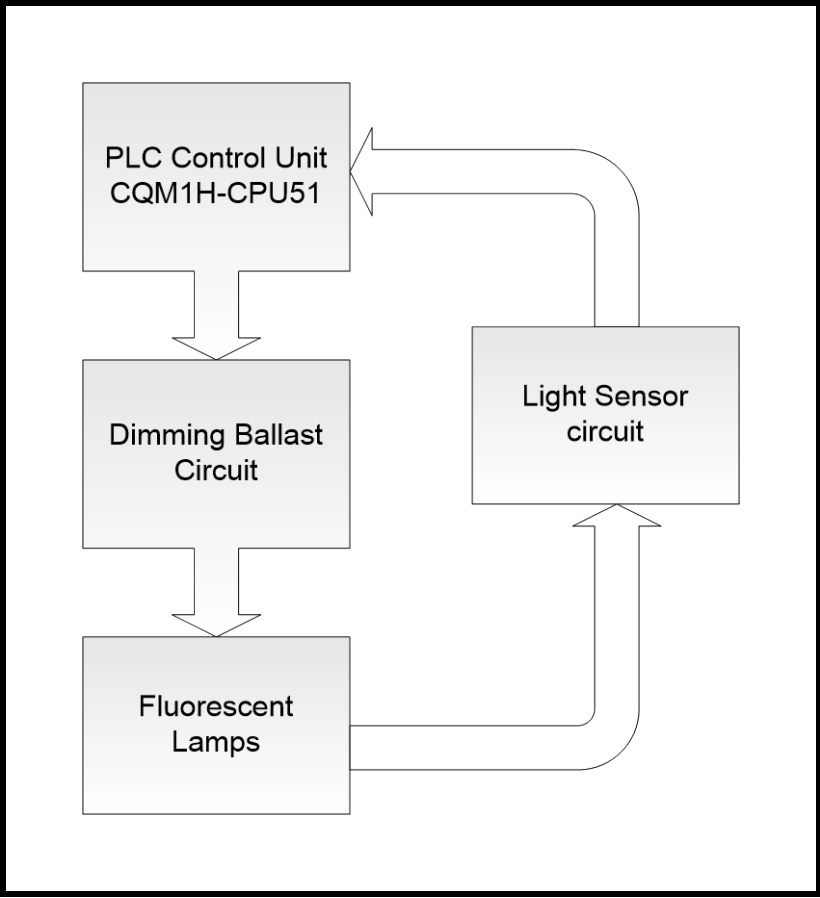 PLC Control Unit
CQM1H-CPU51
Dimming Ballast
Circuit
Light Sensor
circuit
Fluorescent
Lamps